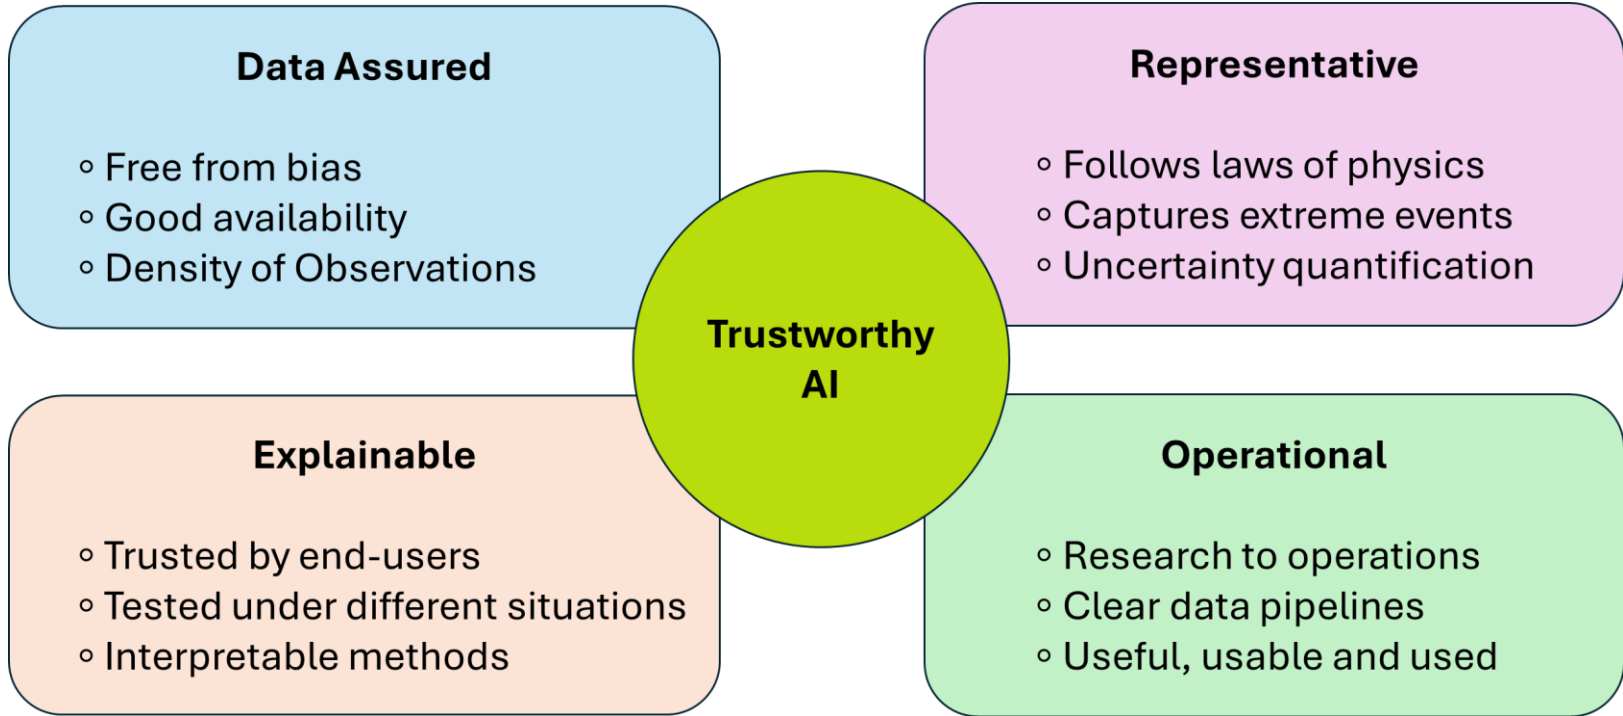 Data Assured
◦ Free from bias
◦ Good availability
◦ Density of Observations
Representative
◦ Follows laws of physics
◦ Captures extreme events
◦ Uncertainty quantification
Trustworthy
AI
Explainable
◦ Trusted by end-users
◦ Tested under different situations
◦ Interpretable methods
Operational
◦ Research to operations
◦ Clear data pipelines
◦ Useful, usable and used